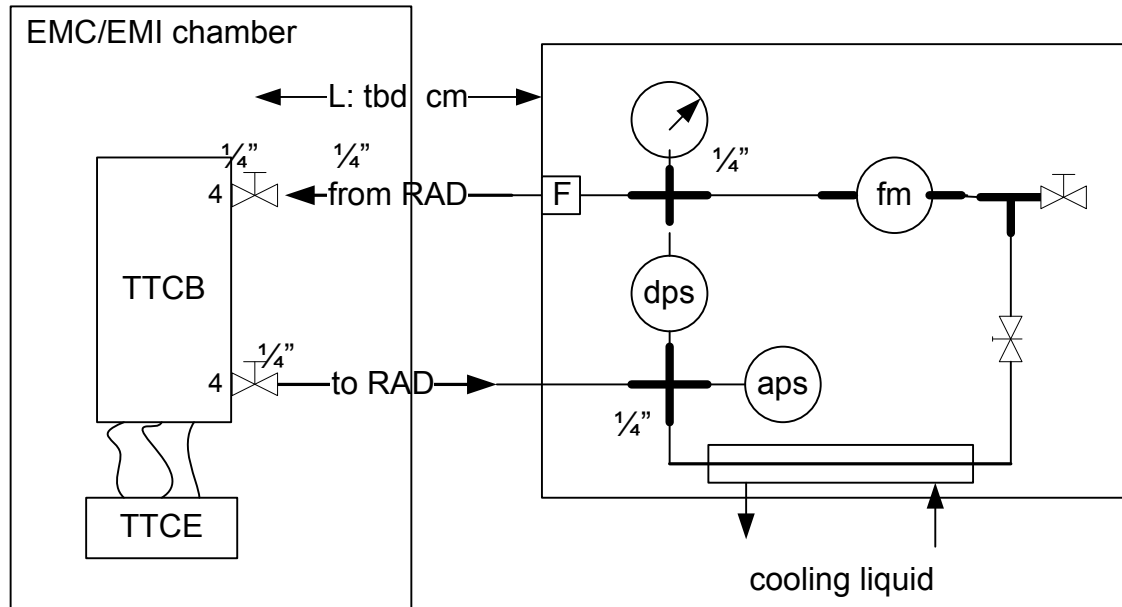 EMC/EMI chamber
L: tbd cm
¼”
¼”
¼”
4
from RAD
F
fm
TTCB
dps
¼”
4
to RAD
aps
¼”
TTCE
cooling liquid